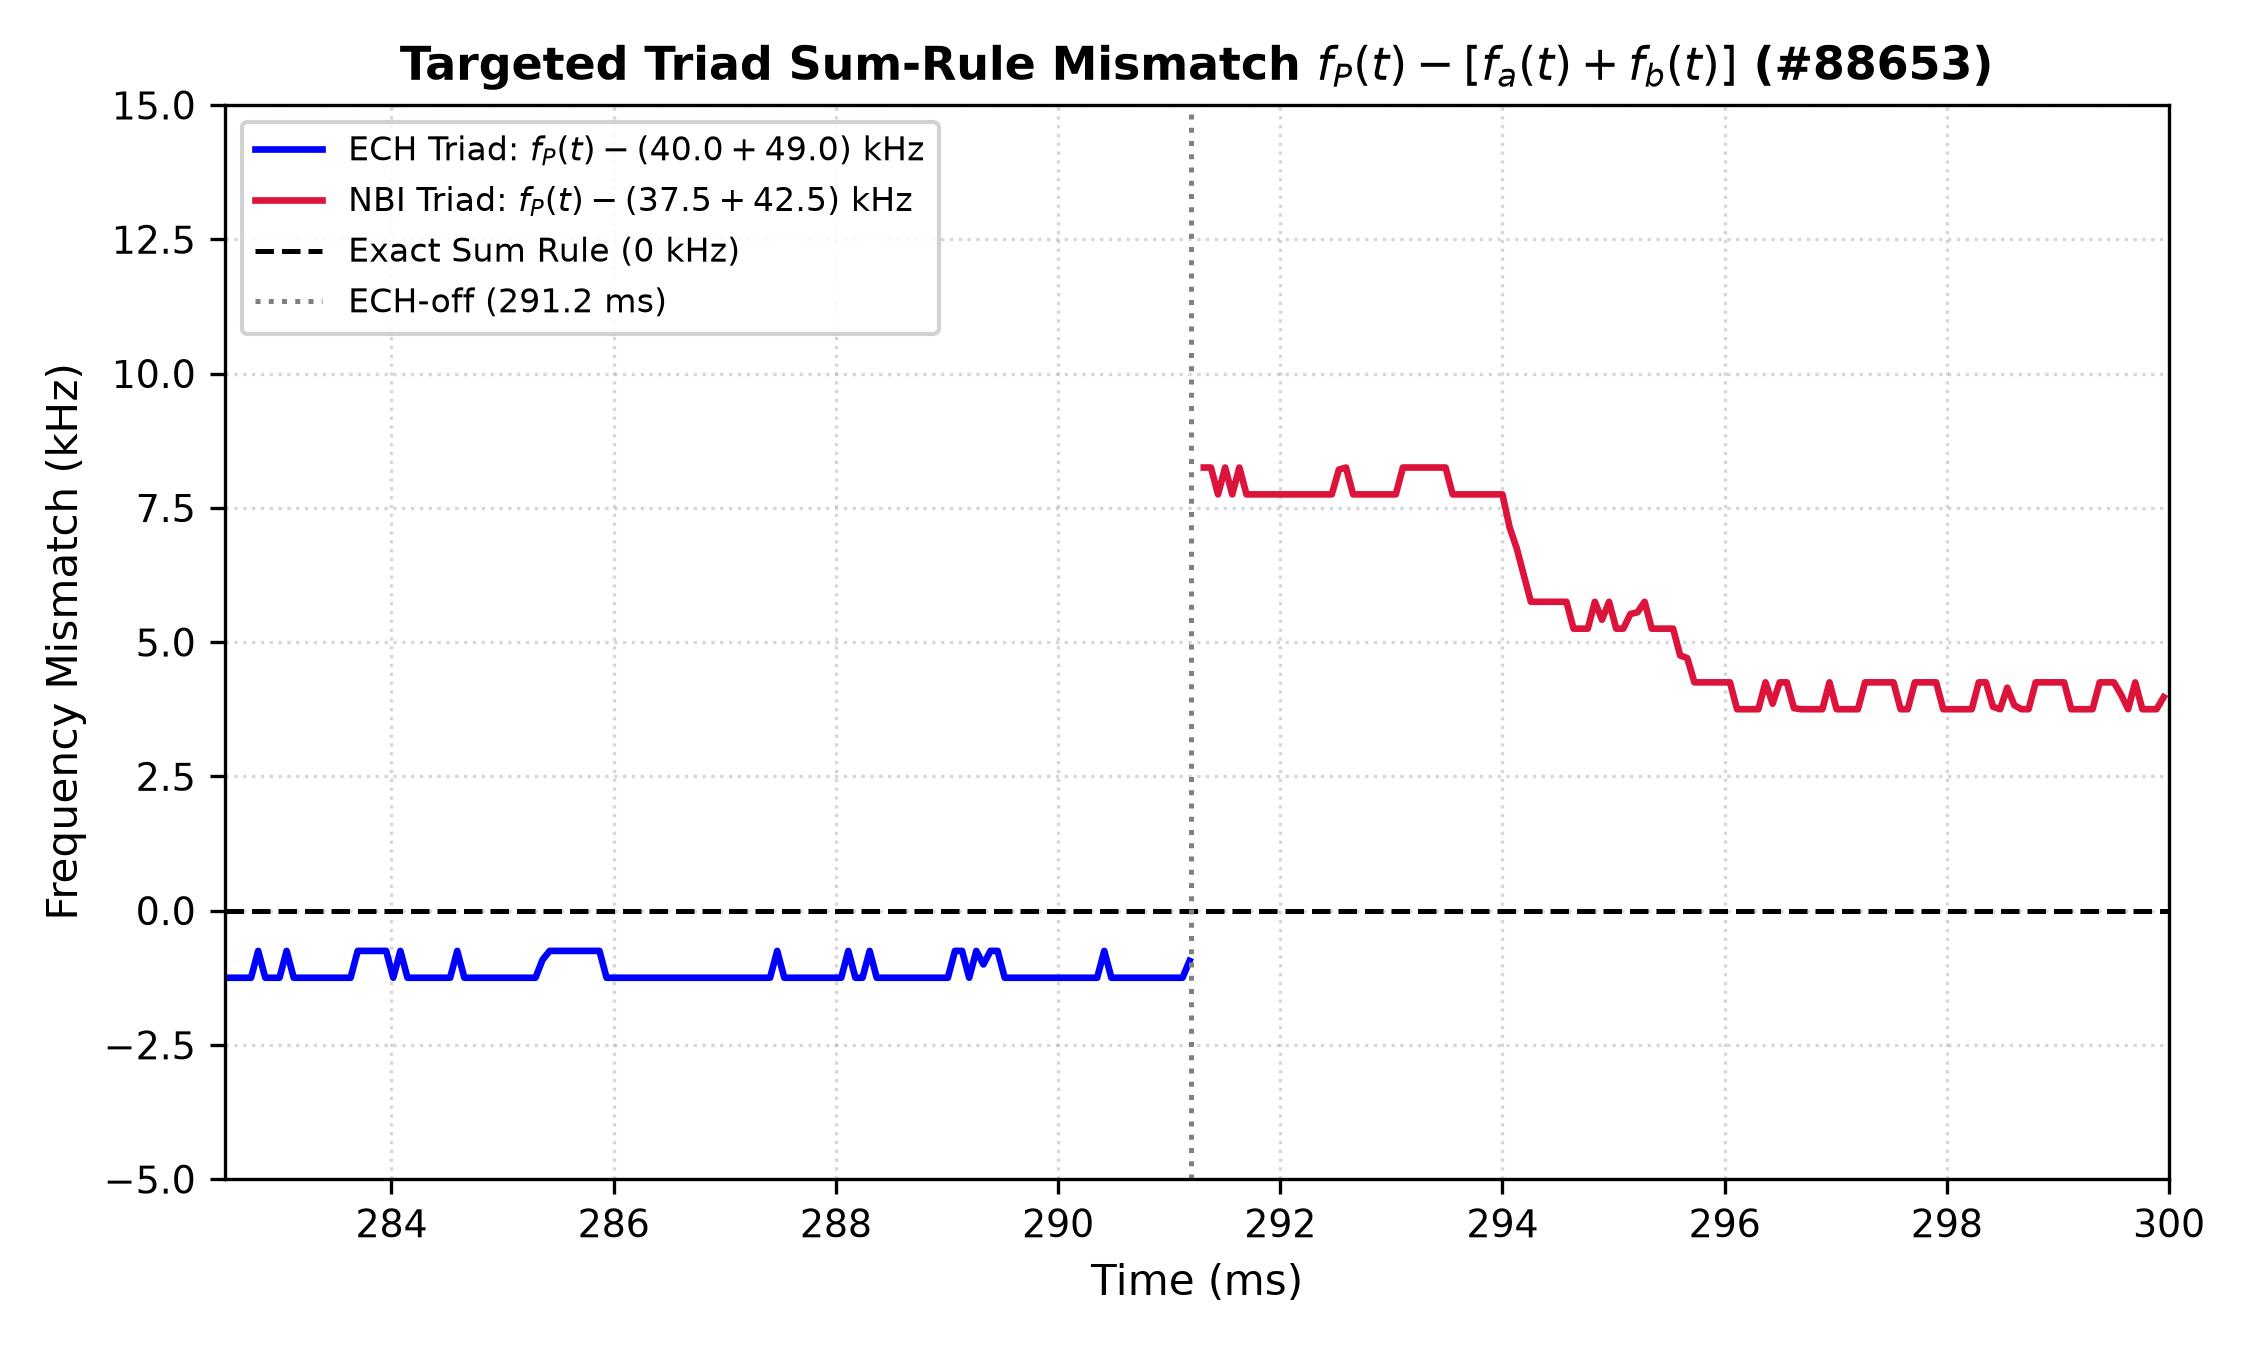 Targeted Triad Sum-Rule Mismatch f_P(t) − [f_a(t) + f_b(t)] (#88653)
15.0
12.5
10.0
7.5
5.0
2.5
0.0
−2.5
−5.0
Frequency Mismatch (kHz)
ECH Triad: f_P(t) − (40.0 + 49.0) kHz
NBI Triad: f_P(t) − (37.5 + 42.5) kHz
Exact Sum Rule (0 kHz)
ECH-off (291.2 ms)
284 286 288 290 292 294 296 298 300
Time (ms)